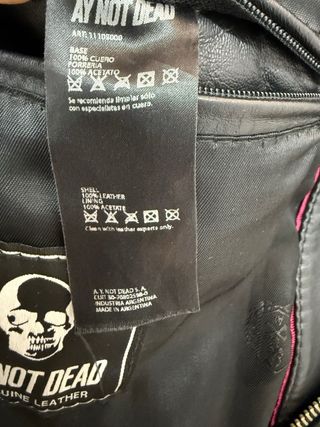 AY NOT DEAD
ART. 11108000
BASE
100% CUERO
FORRERIA
100% ACETATO
Se recomienda limpiar solo
con especialistas en cuero.
SHELL
100% LEATHER
LINING
100% ACETATE
Clean with leather experts only.
A.Y. NOT DEAD S.A.
INDUSTRIA ARGENTINA
MADE IN ARGENTINA
NOT DEAD
UINE LEATHER